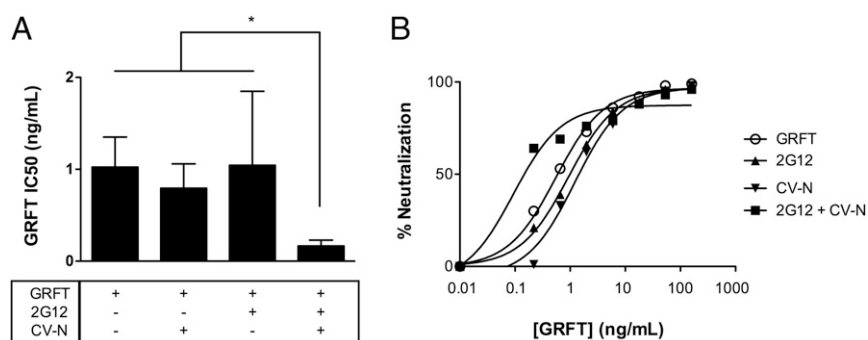 A
*
GRFT IC50 (ng/mL)
2
1
0
GRFT + + + +
2G12 - - + +
CV-N - + - +
B
% Neutralization
100
50
0
0.01 0.1 1 10 100 1000
[GRFT] (ng/mL)
GRFT
2G12
CV-N
2G12 + CV-N